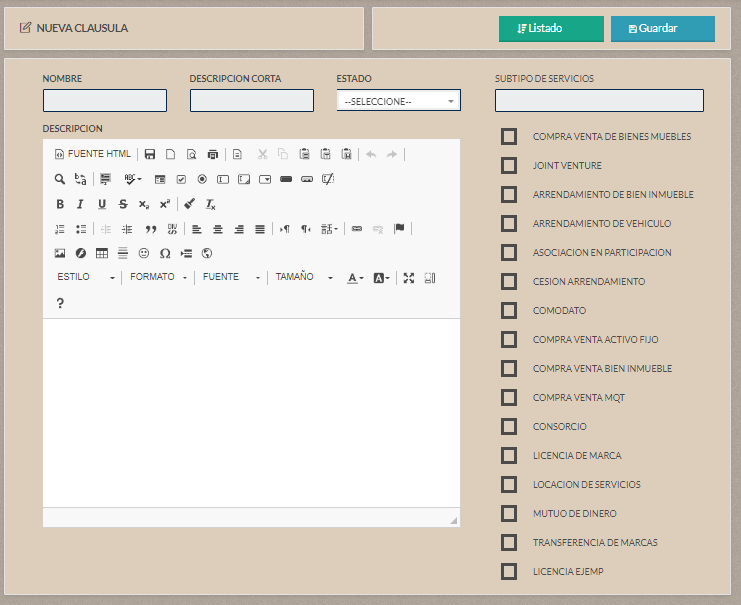 NUEVA CLAUSULA
Listado
Guardar
NOMBRE
DESCRIPCION CORTA
ESTADO
--SELECCIONE--
SUBTIPO DE SERVICIOS
DESCRIPCION
FUENTE HTML
ESTILO
FORMATO
FUENTE
TAMAÑO
COMPRA VENTA DE BIENES MUEBLES
JOINT VENTURE
ARRENDAMIENTO DE BIEN INMUEBLE
ARRENDAMIENTO DE VEHICULO
ASOCIACION EN PARTICIPACION
CESION ARRENDAMIENTO
COMODATO
COMPRA VENTA ACTIVO FIJO
COMPRA VENTA BIEN INMUEBLE
COMPRA VENTA MQT
CONSORCIO
LICENCIA DE MARCA
LOCACION DE SERVICIOS
MUTUO DE DINERO
TRANSFERENCIA DE MARCAS
LICENCIA EJEMP